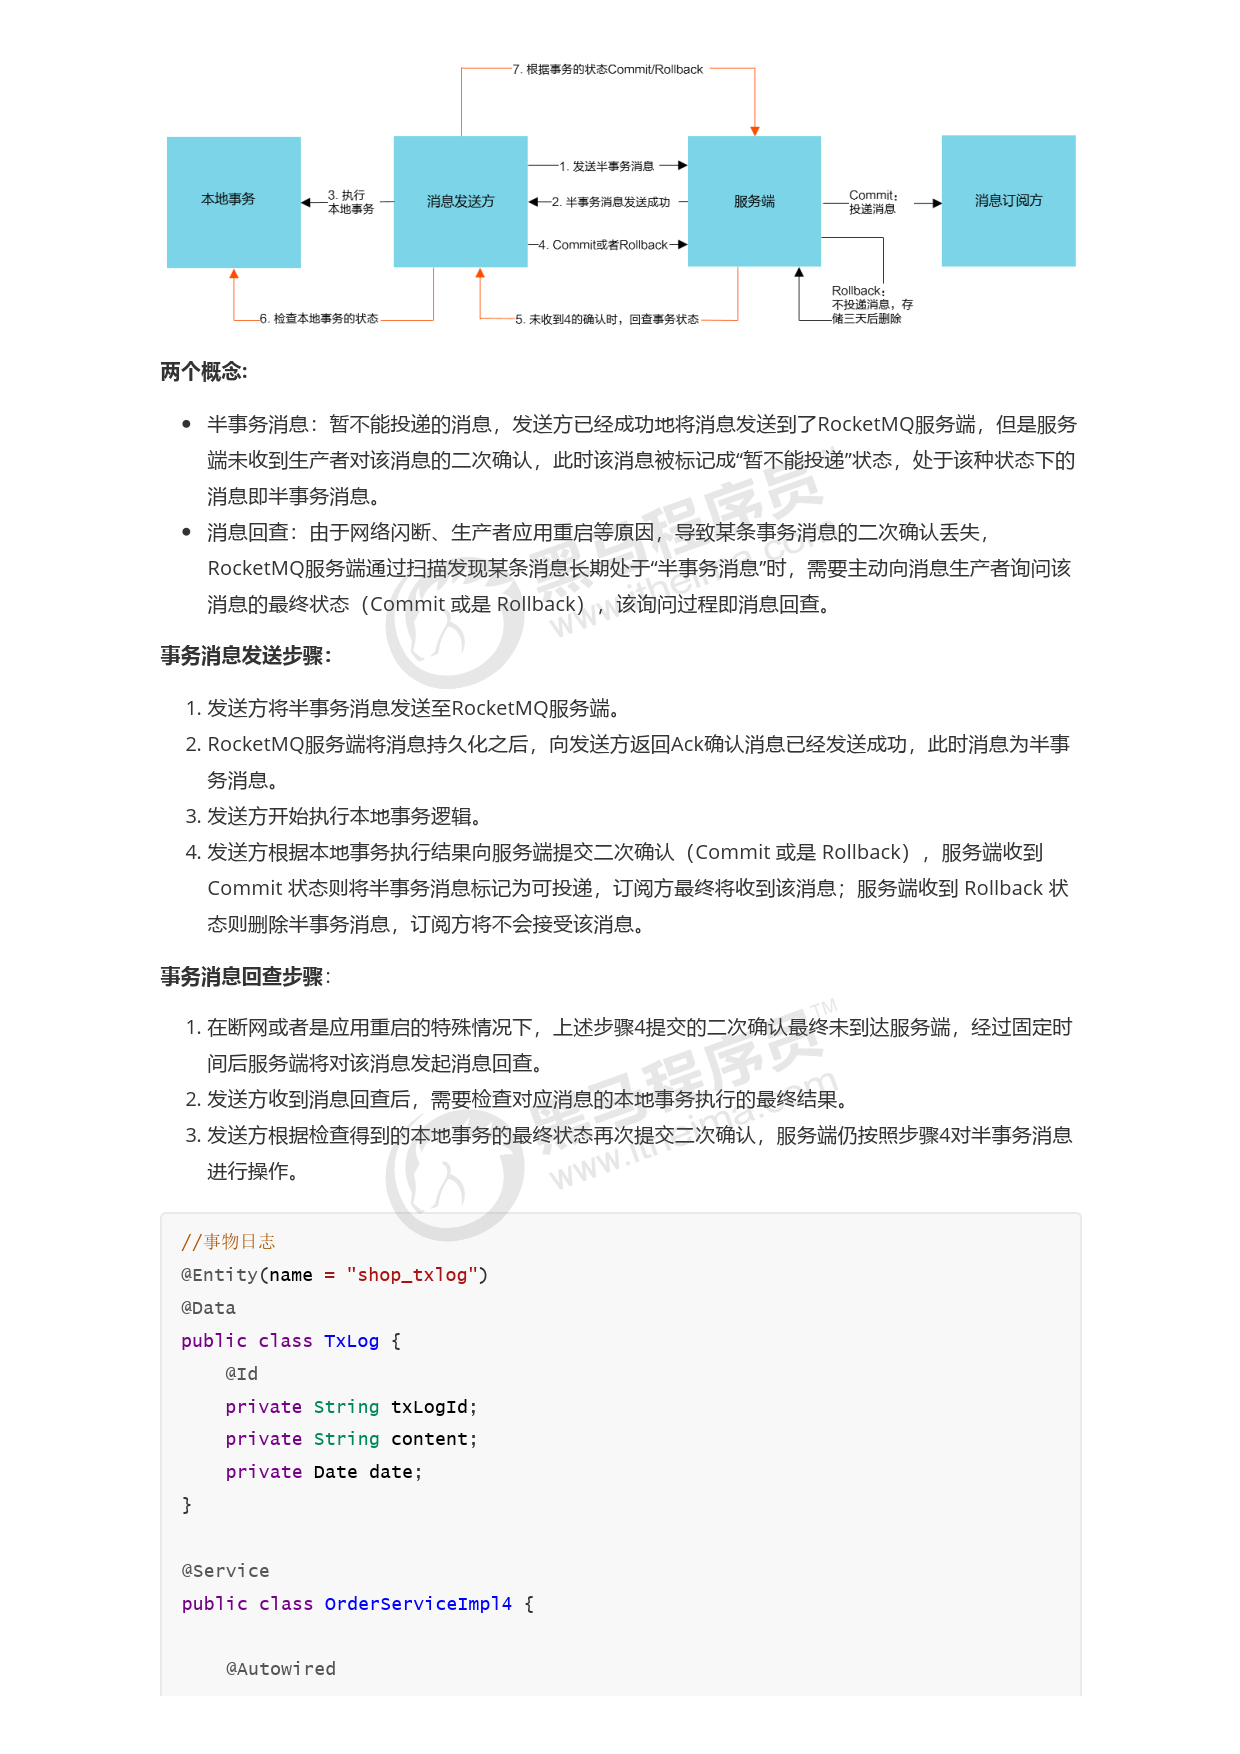 7. 根据事务的状态Commit/Rollback
本地事务
3. 执行
本地事务
消息发送方
1. 发送半事务消息
2. 半事务消息发送成功
4. Commit或者Rollback
服务端
Commit：
投递消息
消息订阅方
Rollback：
不投递消息，存
储三天后删除
6. 检查本地事务的状态
5. 未收到4的确认时，回查事务状态
两个概念:
• 半事务消息：暂不能投递的消息，发送方已经成功地将消息发送到了RocketMQ服务端，但是服务
端未收到生产者对该消息的二次确认，此时该消息被标记成“暂不能投递”状态，处于该种状态下的
消息即半事务消息。
• 消息回查：由于网络闪断、生产者应用重启等原因，导致某条事务消息的二次确认丢失，
RocketMQ服务端通过扫描发现某条消息长期处于“半事务消息”时，需要主动向消息生产者询问该
消息的最终状态（Commit 或是 Rollback），该询问过程即消息回查。
事务消息发送步骤：
1. 发送方将半事务消息发送至RocketMQ服务端。
2. RocketMQ服务端将消息持久化之后，向发送方返回Ack确认消息已经发送成功，此时消息为半事
务消息。
3. 发送方开始执行本地事务逻辑。
4. 发送方根据本地事务执行结果向服务端提交二次确认（Commit 或是 Rollback），服务端收到
Commit 状态则将半事务消息标记为可投递，订阅方最终将收到该消息；服务端收到 Rollback 状
态则删除半事务消息，订阅方将不会接受该消息。
事务消息回查步骤：
1. 在断网或者是应用重启的特殊情况下，上述步骤4提交的二次确认最终未到达服务端，经过固定时
间后服务端将对该消息发起消息回查。
2. 发送方收到消息回查后，需要检查对应消息的本地事务执行的最终结果。
3. 发送方根据检查得到的本地事务的最终状态再次提交二次确认，服务端仍按照步骤4对半事务消息
进行操作。
//事物日志
@Entity(name = "shop_txlog")
@Data
public class TxLog {
    @Id
    private String txLogId;
    private String content;
    private Date date;
}
@Service
public class OrderServiceImpl4 {
    @Autowired
黑马程序员™
www.itheima.com
黑马程序员™
www.itheima.com